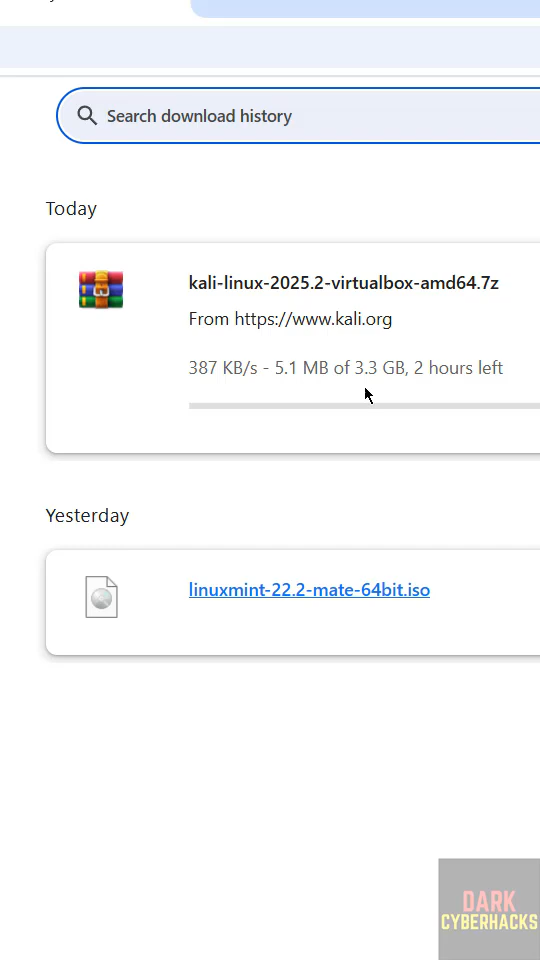 Search download history
Today
kali-linux-2025.2-virtualbox-amd64.7z
From https://www.kali.org
387 KB/s - 5.1 MB of 3.3 GB, 2 hours left
Yesterday
linuxmint-22.2-mate-64bit.iso
DARK
CYBERHACKS